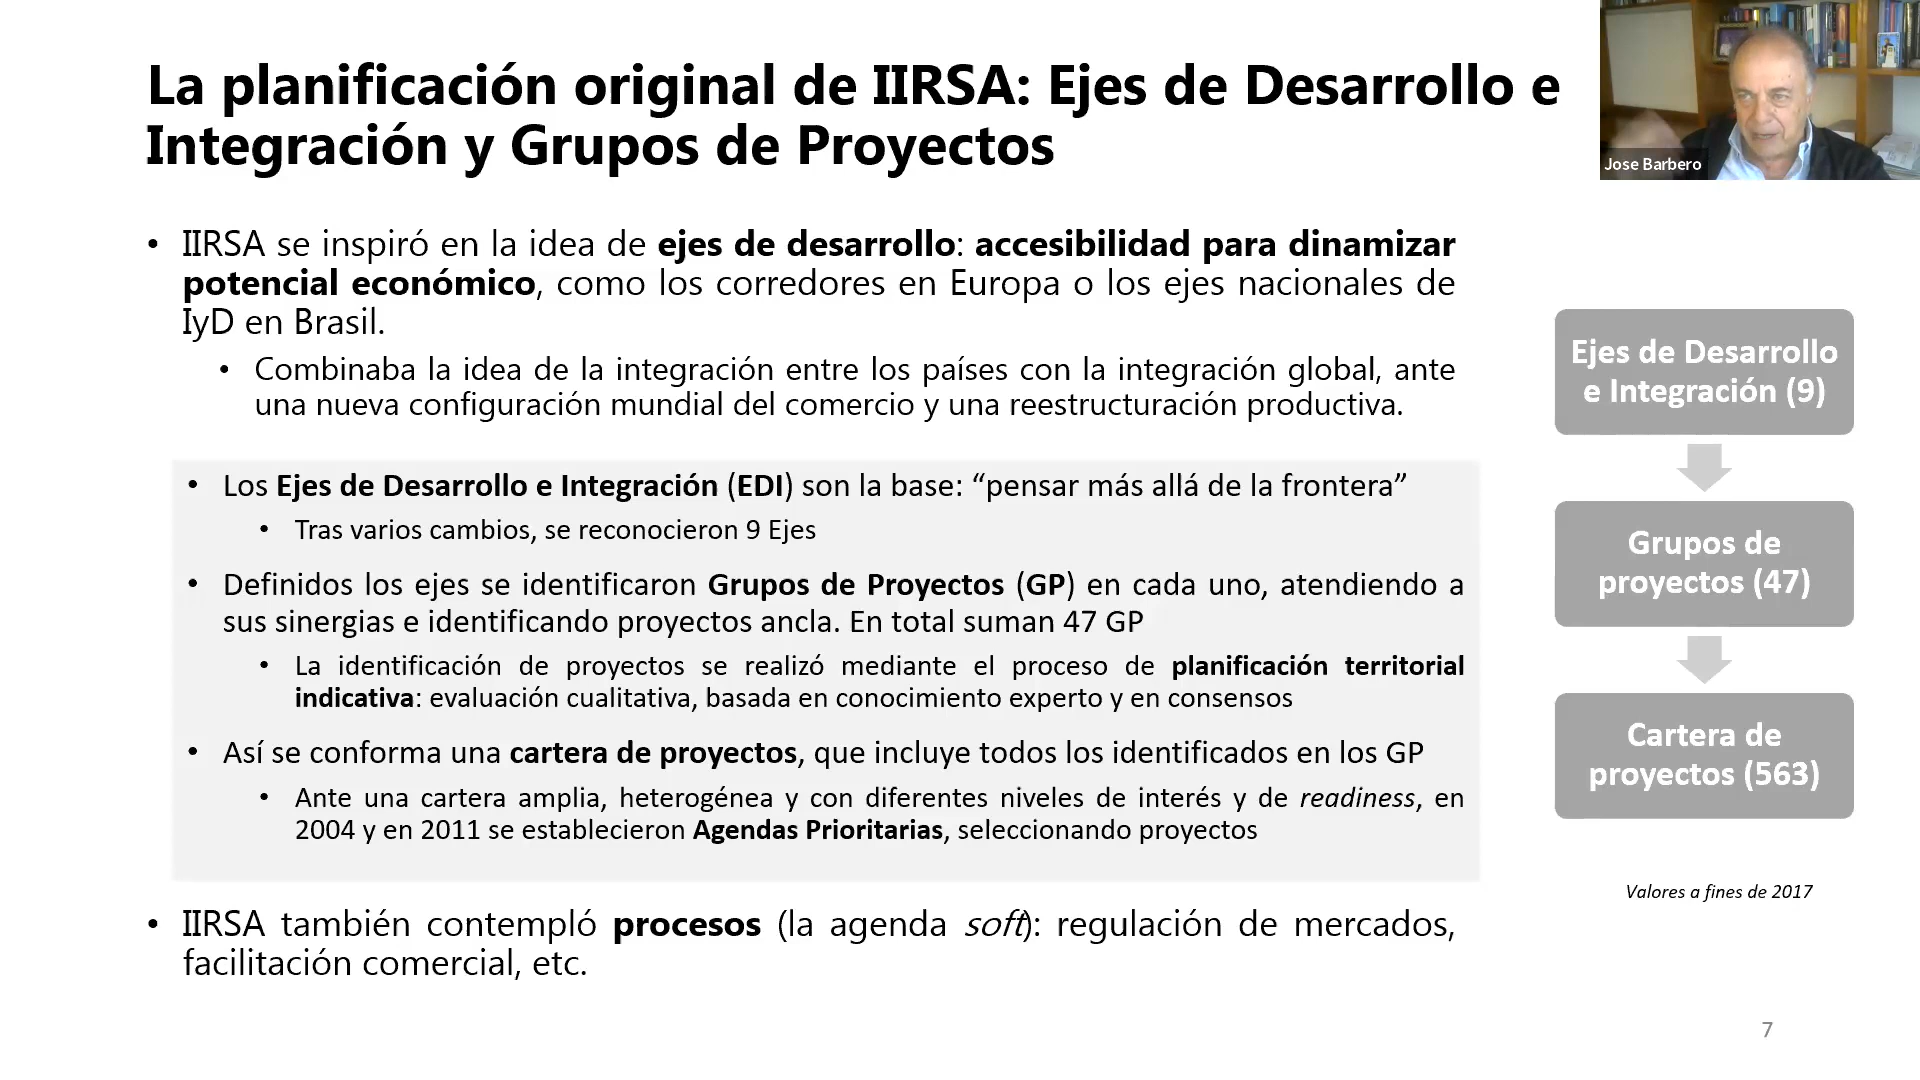 La planificación original de IIRSA: Ejes de Desarrollo e
Integración y Grupos de Proyectos
Jose Barbero
• IIRSA se inspiró en la idea de ejes de desarrollo: accesibilidad para dinamizar
potencial económico, como los corredores en Europa o los ejes nacionales de
IyD en Brasil.
• Combinaba la idea de la integración entre los países con la integración global, ante
una nueva configuración mundial del comercio y una reestructuración productiva.
• Los Ejes de Desarrollo e Integración (EDI) son la base: “pensar más allá de la frontera”
• Tras varios cambios, se reconocieron 9 Ejes
• Definidos los ejes se identificaron Grupos de Proyectos (GP) en cada uno, atendiendo a
sus sinergias e identificando proyectos ancla. En total suman 47 GP
• La identificación de proyectos se realizó mediante el proceso de planificación territorial
indicativa: evaluación cualitativa, basada en conocimiento experto y en consensos
• Así se conforma una cartera de proyectos, que incluye todos los identificados en los GP
• Ante una cartera amplia, heterogénea y con diferentes niveles de interés y de readiness, en
2004 y en 2011 se establecieron Agendas Prioritarias, seleccionando proyectos
• IIRSA también contempló procesos (la agenda soft): regulación de mercados,
facilitación comercial, etc.
Ejes de Desarrollo
e Integración (9)
Grupos de
proyectos (47)
Cartera de
proyectos (563)
Valores a fines de 2017
7